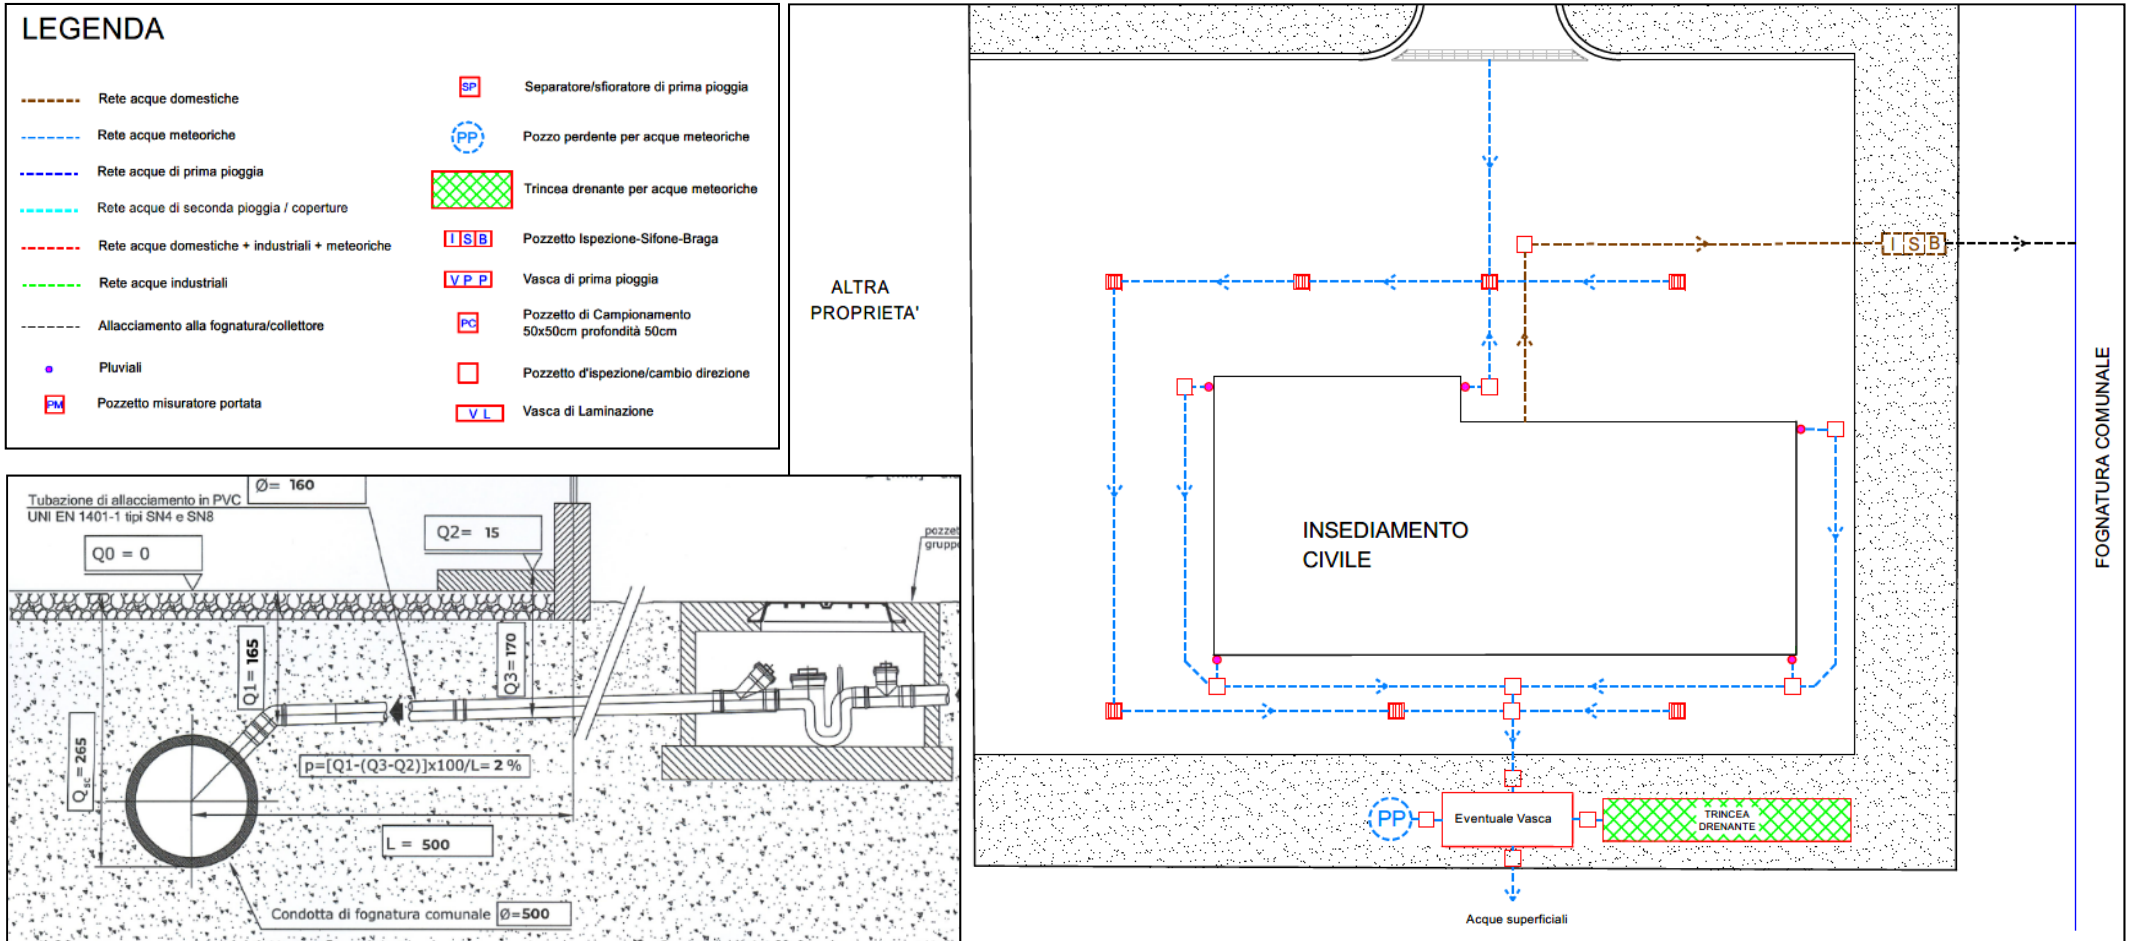 LEGENDA
Rete acque domestiche
Rete acque meteoriche
Rete acque di prima pioggia
Rete acque di seconda pioggia / coperture
Rete acque domestiche + industriali + meteoriche
Rete acque industriali
Allacciamento alla fognatura/collettore
Pluviali
PM
Pozzetto misuratore portata
SP
Separatore/sfioratore di prima pioggia
PP
Pozzo perdente per acque meteoriche
Trincea drenante per acque meteoriche
I S B
Pozzetto Ispezione-Sifone-Braga
V P P
Vasca di prima pioggia
PC
Pozzetto di Campionamento
50x50cm profondità 50cm
Pozzetto d'ispezione/cambio direzione
V L
Vasca di Laminazione
Ø= 160
Tubazione di allacciamento in PVC
UNI EN 1401-1 tipi SN4 e SN8
Q0 = 0
Q2= 15
pozzet
gruppo
Q1= 165
Q3= 170
Qsc = 265
p=[Q1-(Q3-Q2)]x100/L= 2 %
L = 500
Condotta di fognatura comunale Ø=500
ALTRA
PROPRIETA'
I S B
INSEDIAMENTO
CIVILE
FOGNATURA COMUNALE
PP
Eventuale Vasca
TRINCEA
DRENANTE
Acque superficiali